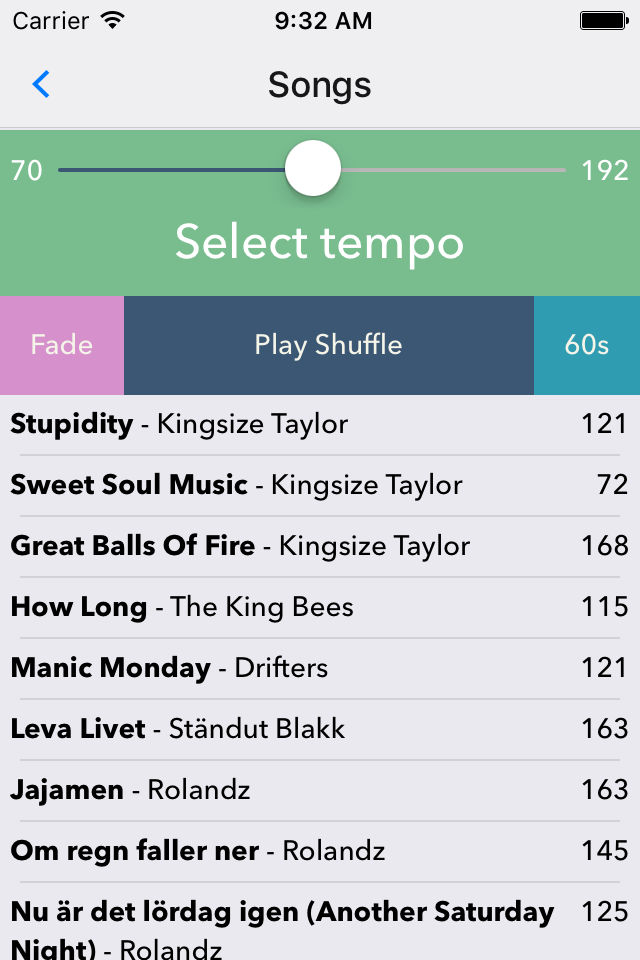 Carrier 9:32 AM
Songs
70 192
Select tempo
Fade Play Shuffle 60s
Stupidity - Kingsize Taylor 121
Sweet Soul Music - Kingsize Taylor 72
Great Balls Of Fire - Kingsize Taylor 168
How Long - The King Bees 115
Manic Monday - Drifters 121
Leva Livet - Ständut Blakk 163
Jajamen - Rolandz 163
Om regn faller ner - Rolandz 145
Nu är det lördag igen (Another Saturday 125
Night) - Rolandz